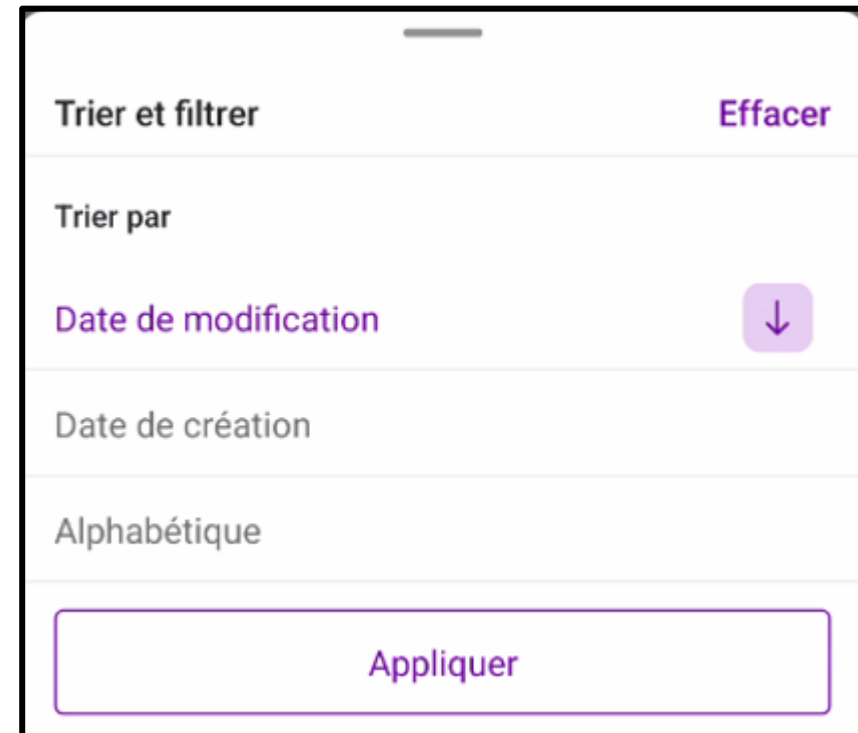 Trier et filtrer Effacer
Trier par
Date de modification
Date de création
Alphabétique
Appliquer